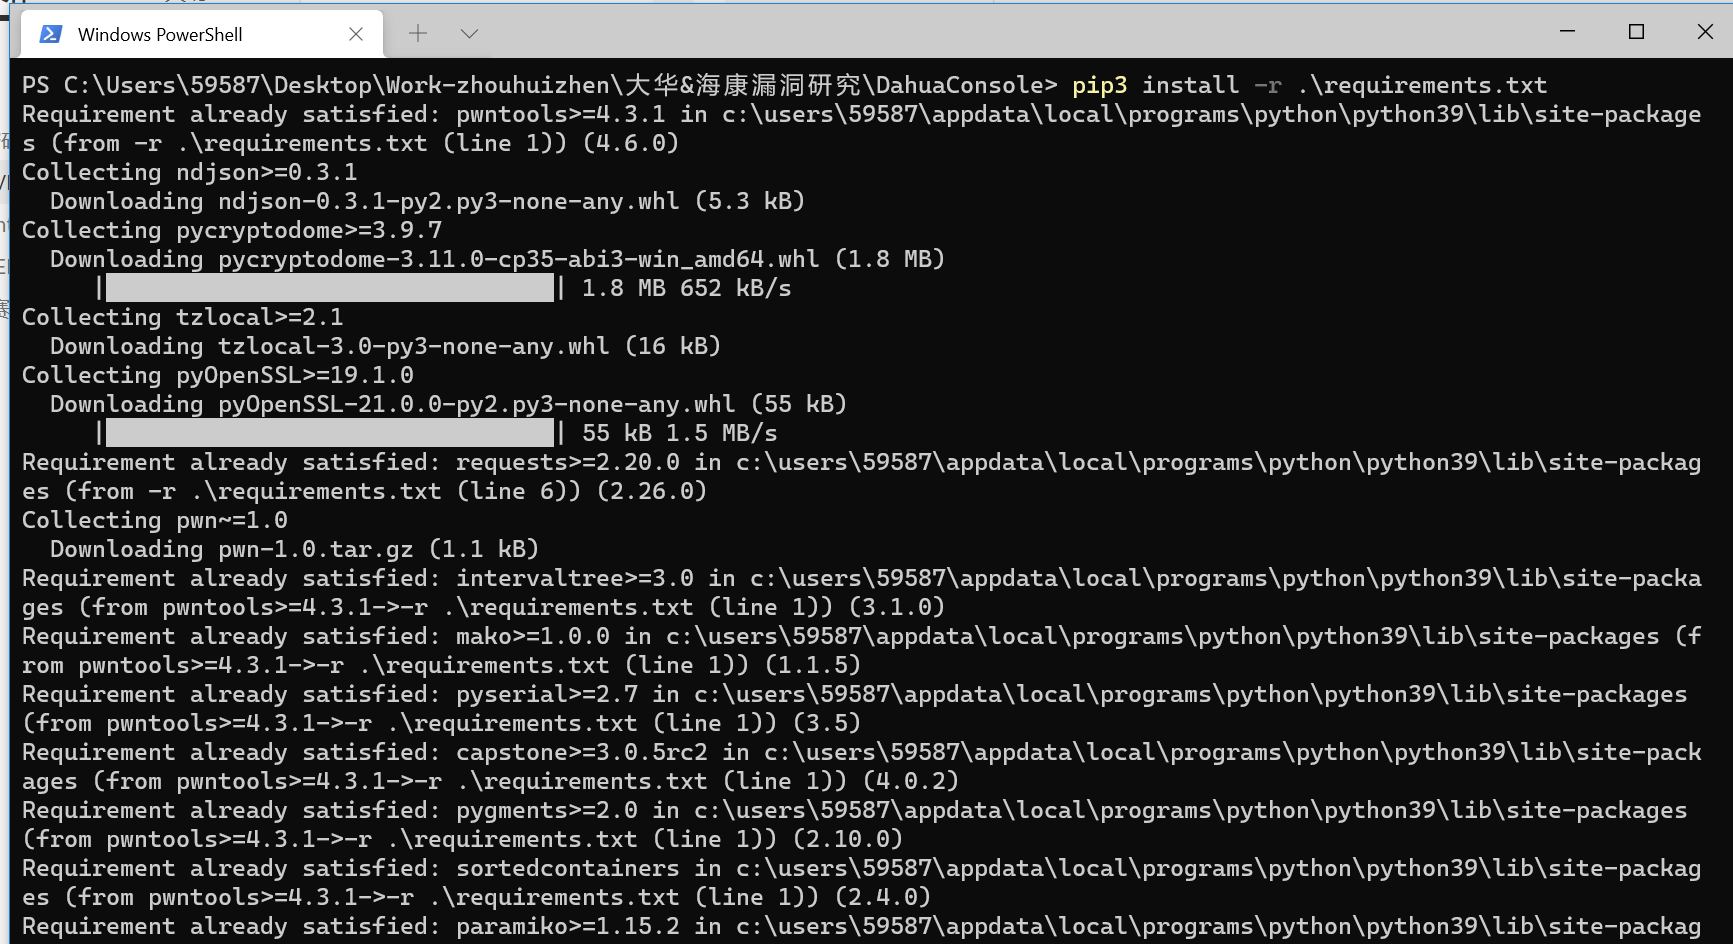 Windows PowerShell
PS C:\Users\59587\Desktop\Work-zhouhuizhen\大华&海康漏洞研究\DahuaConsole> pip3 install -r .\requirements.txt
Requirement already satisfied: pwntools>=4.3.1 in c:\users\59587\appdata\local\programs\python\python39\lib\site-package
s (from -r .\requirements.txt (line 1)) (4.6.0)
Collecting ndjson>=0.3.1
  Downloading ndjson-0.3.1-py2.py3-none-any.whl (5.3 kB)
Collecting pycryptodome>=3.9.7
  Downloading pycryptodome-3.11.0-cp35-abi3-win_amd64.whl (1.8 MB)
| | 1.8 MB 652 kB/s
Collecting tzlocal>=2.1
  Downloading tzlocal-3.0-py3-none-any.whl (16 kB)
Collecting pyOpenSSL>=19.1.0
  Downloading pyOpenSSL-21.0.0-py2.py3-none-any.whl (55 kB)
| | 55 kB 1.5 MB/s
Requirement already satisfied: requests>=2.20.0 in c:\users\59587\appdata\local\programs\python\python39\lib\site-packag
es (from -r .\requirements.txt (line 6)) (2.26.0)
Collecting pwn~=1.0
  Downloading pwn-1.0.tar.gz (1.1 kB)
Requirement already satisfied: intervaltree>=3.0 in c:\users\59587\appdata\local\programs\python\python39\lib\site-packa
ges (from pwntools>=4.3.1->-r .\requirements.txt (line 1)) (3.1.0)
Requirement already satisfied: mako>=1.0.0 in c:\users\59587\appdata\local\programs\python\python39\lib\site-packages (f
rom pwntools>=4.3.1->-r .\requirements.txt (line 1)) (1.1.5)
Requirement already satisfied: pyserial>=2.7 in c:\users\59587\appdata\local\programs\python\python39\lib\site-packages
(from pwntools>=4.3.1->-r .\requirements.txt (line 1)) (3.5)
Requirement already satisfied: capstone>=3.0.5rc2 in c:\users\59587\appdata\local\programs\python\python39\lib\site-pack
ages (from pwntools>=4.3.1->-r .\requirements.txt (line 1)) (4.0.2)
Requirement already satisfied: pygments>=2.0 in c:\users\59587\appdata\local\programs\python\python39\lib\site-packages
(from pwntools>=4.3.1->-r .\requirements.txt (line 1)) (2.10.0)
Requirement already satisfied: sortedcontainers in c:\users\59587\appdata\local\programs\python\python39\lib\site-packag
es (from pwntools>=4.3.1->-r .\requirements.txt (line 1)) (2.4.0)
Requirement already satisfied: paramiko>=1.15.2 in c:\users\59587\appdata\local\programs\python\python39\lib\site-packag